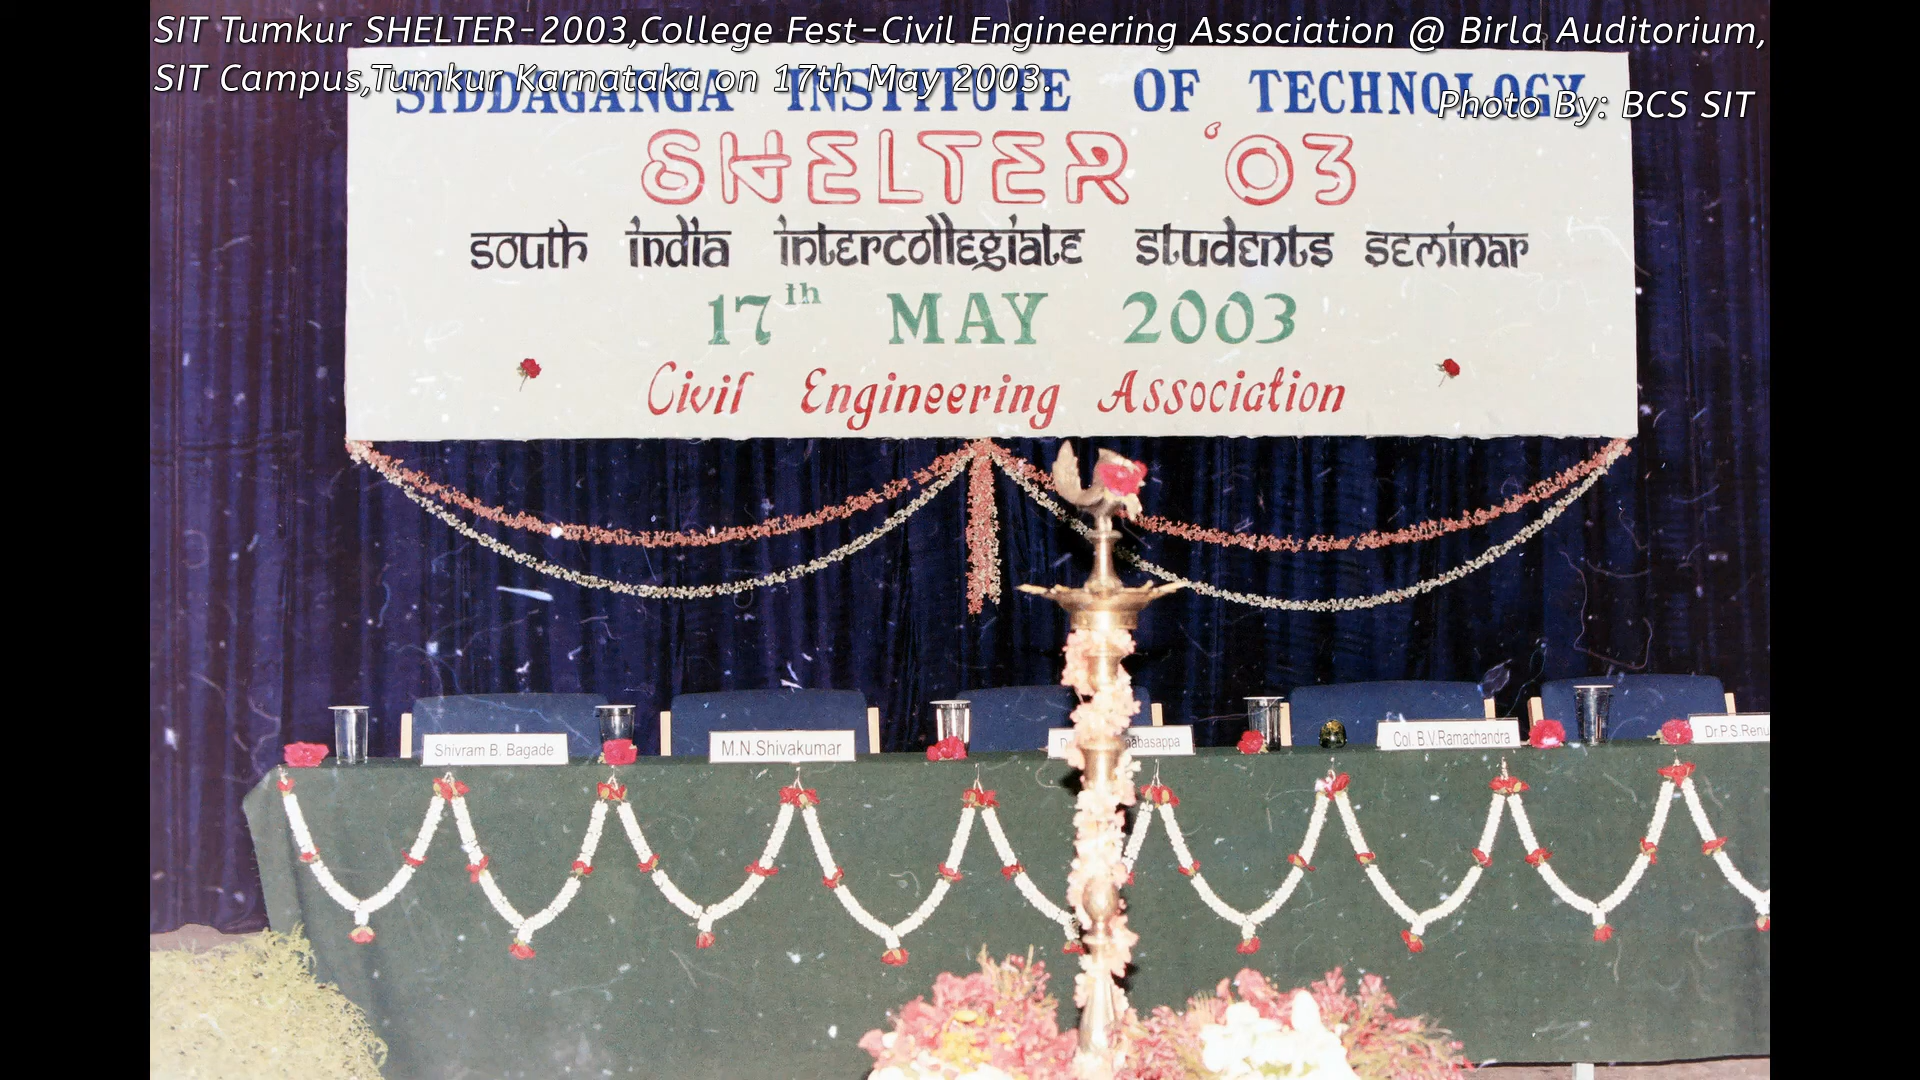 SIT Tumkur SHELTER-2003,College Fest-Civil Engineering Association @ Birla Auditorium,
SIT Campus,Tumkur Karnataka on 17th May 2003.
Photo By: BCS SIT
SIDDAGANGA INSTITUTE OF TECHNOLOGY
SHELTER '03
south india intercollegiate students seminar
17th MAY 2003
Civil Engineering Association
Shivram B. Bagade
M.N.Shivakumar
Col. B.V.Ramachandra
Dr.P.S.Renu